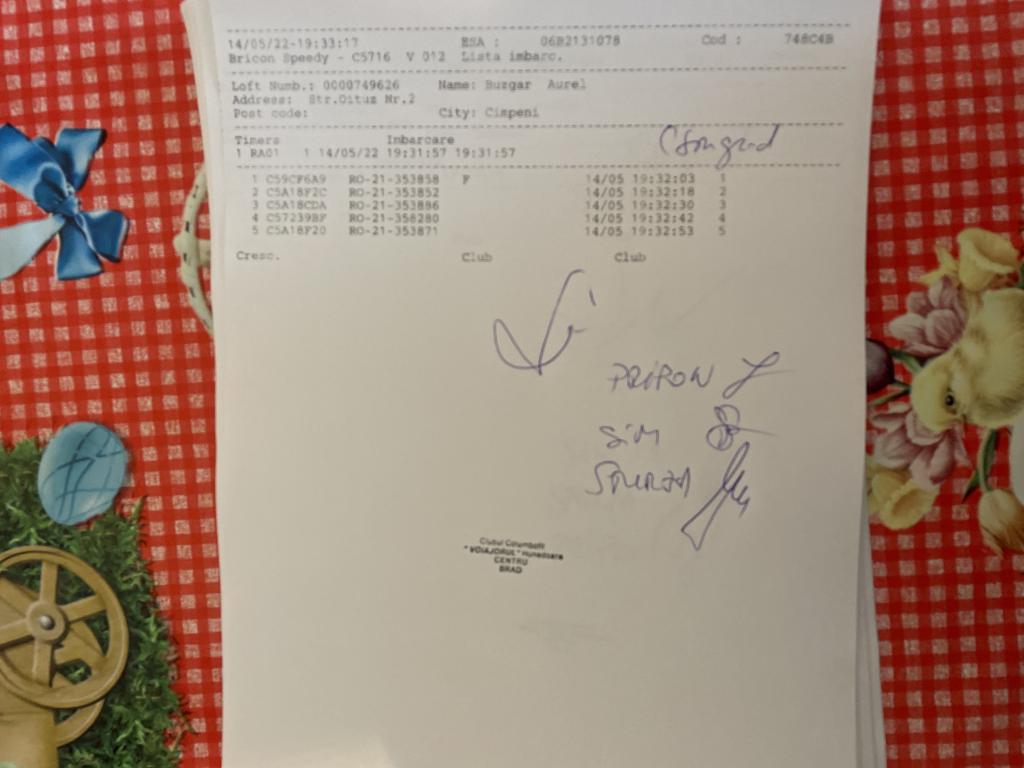 14/05/22-19:33:17 ESA : 06B2131078 Cod : 748C4B
Bricon Speedy - C5716 V 012 Lista imbarc.
Loft Numb.: 0000749626 Name: Buzgar Aurel
Address: Str.Oituz Nr.2
Post code: City: Cimpeni
Timers Imbarcare
1 RA01 1 14/05/22 19:31:57 19:31:57
Csongrad
1 C59CF6A9 RO-21-353858 F 14/05 19:32:03 1
2 C5A18F2C RO-21-353852 14/05 19:32:18 2
3 C5A18CDA RO-21-353886 14/05 19:32:30 3
4 C57239BF RO-21-358280 14/05 19:32:42 4
5 C5A18F20 RO-21-353871 14/05 19:32:53 5
Cresc. Club Club
SIM
Clubul Columbofil
"VOIAJORUL" Hunedoara
CENTRU
BRAD